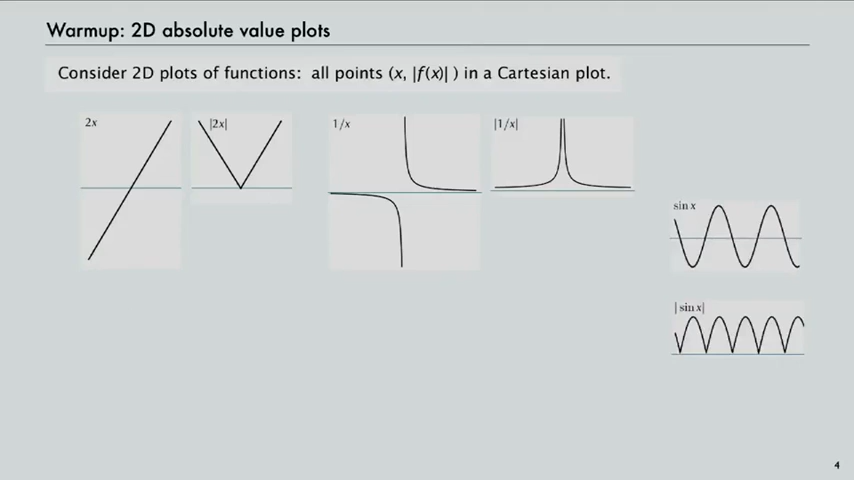 Warmup: 2D absolute value plots
Consider 2D plots of functions: all points (x, |f(x)| ) in a Cartesian plot.
2x
|2x|
1/x
|1/x|
sin x
| sin x|
4